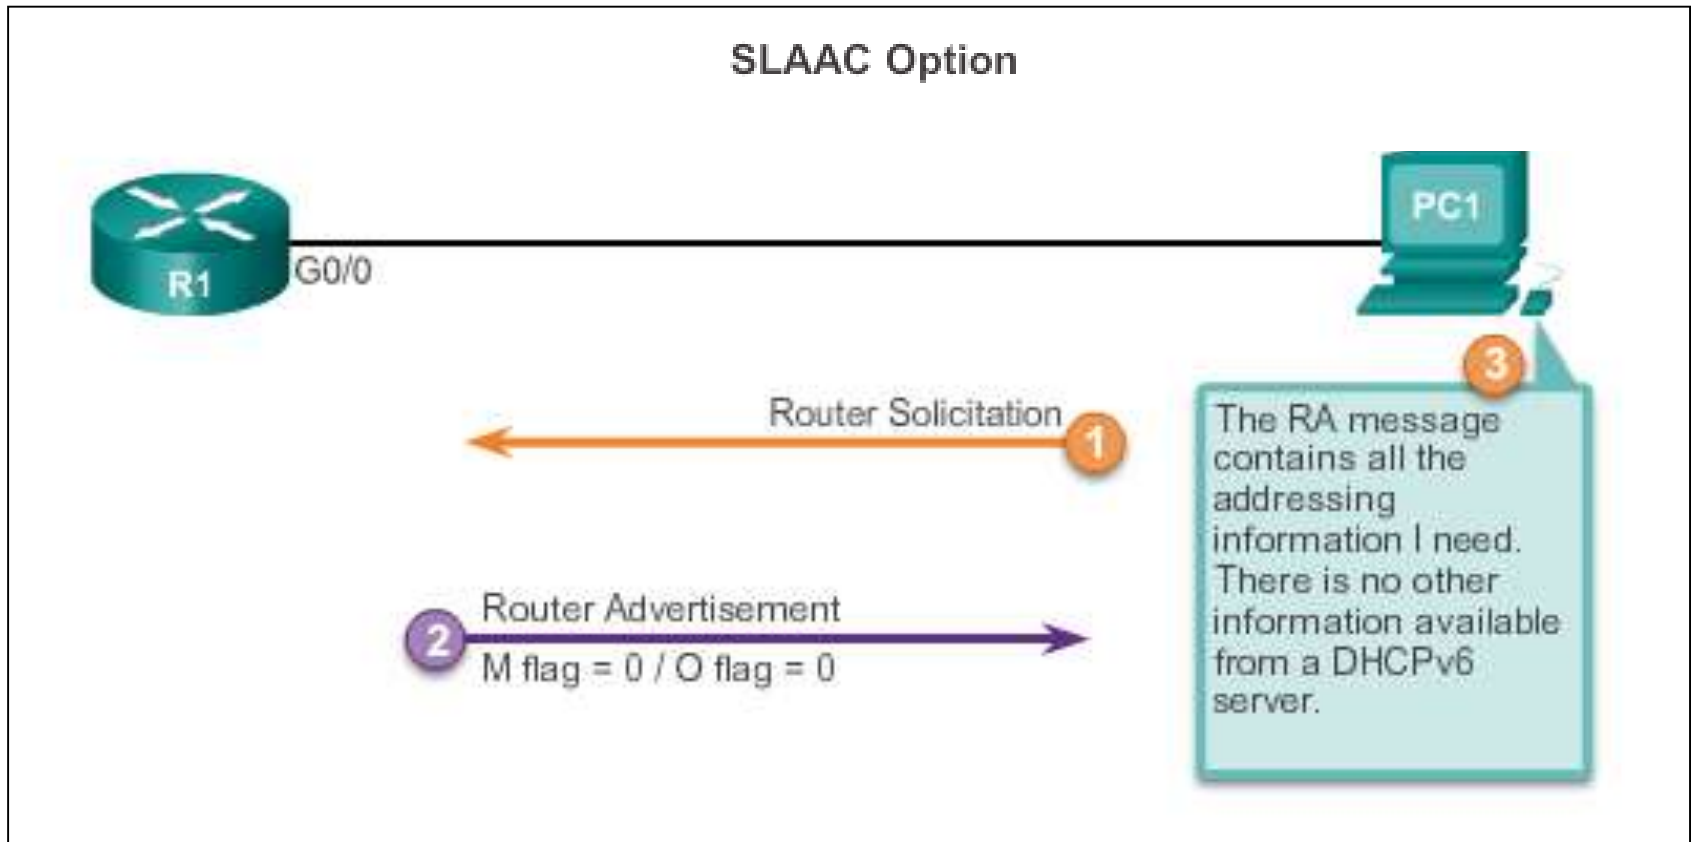 SLAAC Option
PC1
R1
G0/0
3
Router Solicitation
1
The RA message
contains all the
addressing
information I need.
There is no other
information available
from a DHCPv6
server.
Router Advertisement
2
M flag = 0 / O flag = 0